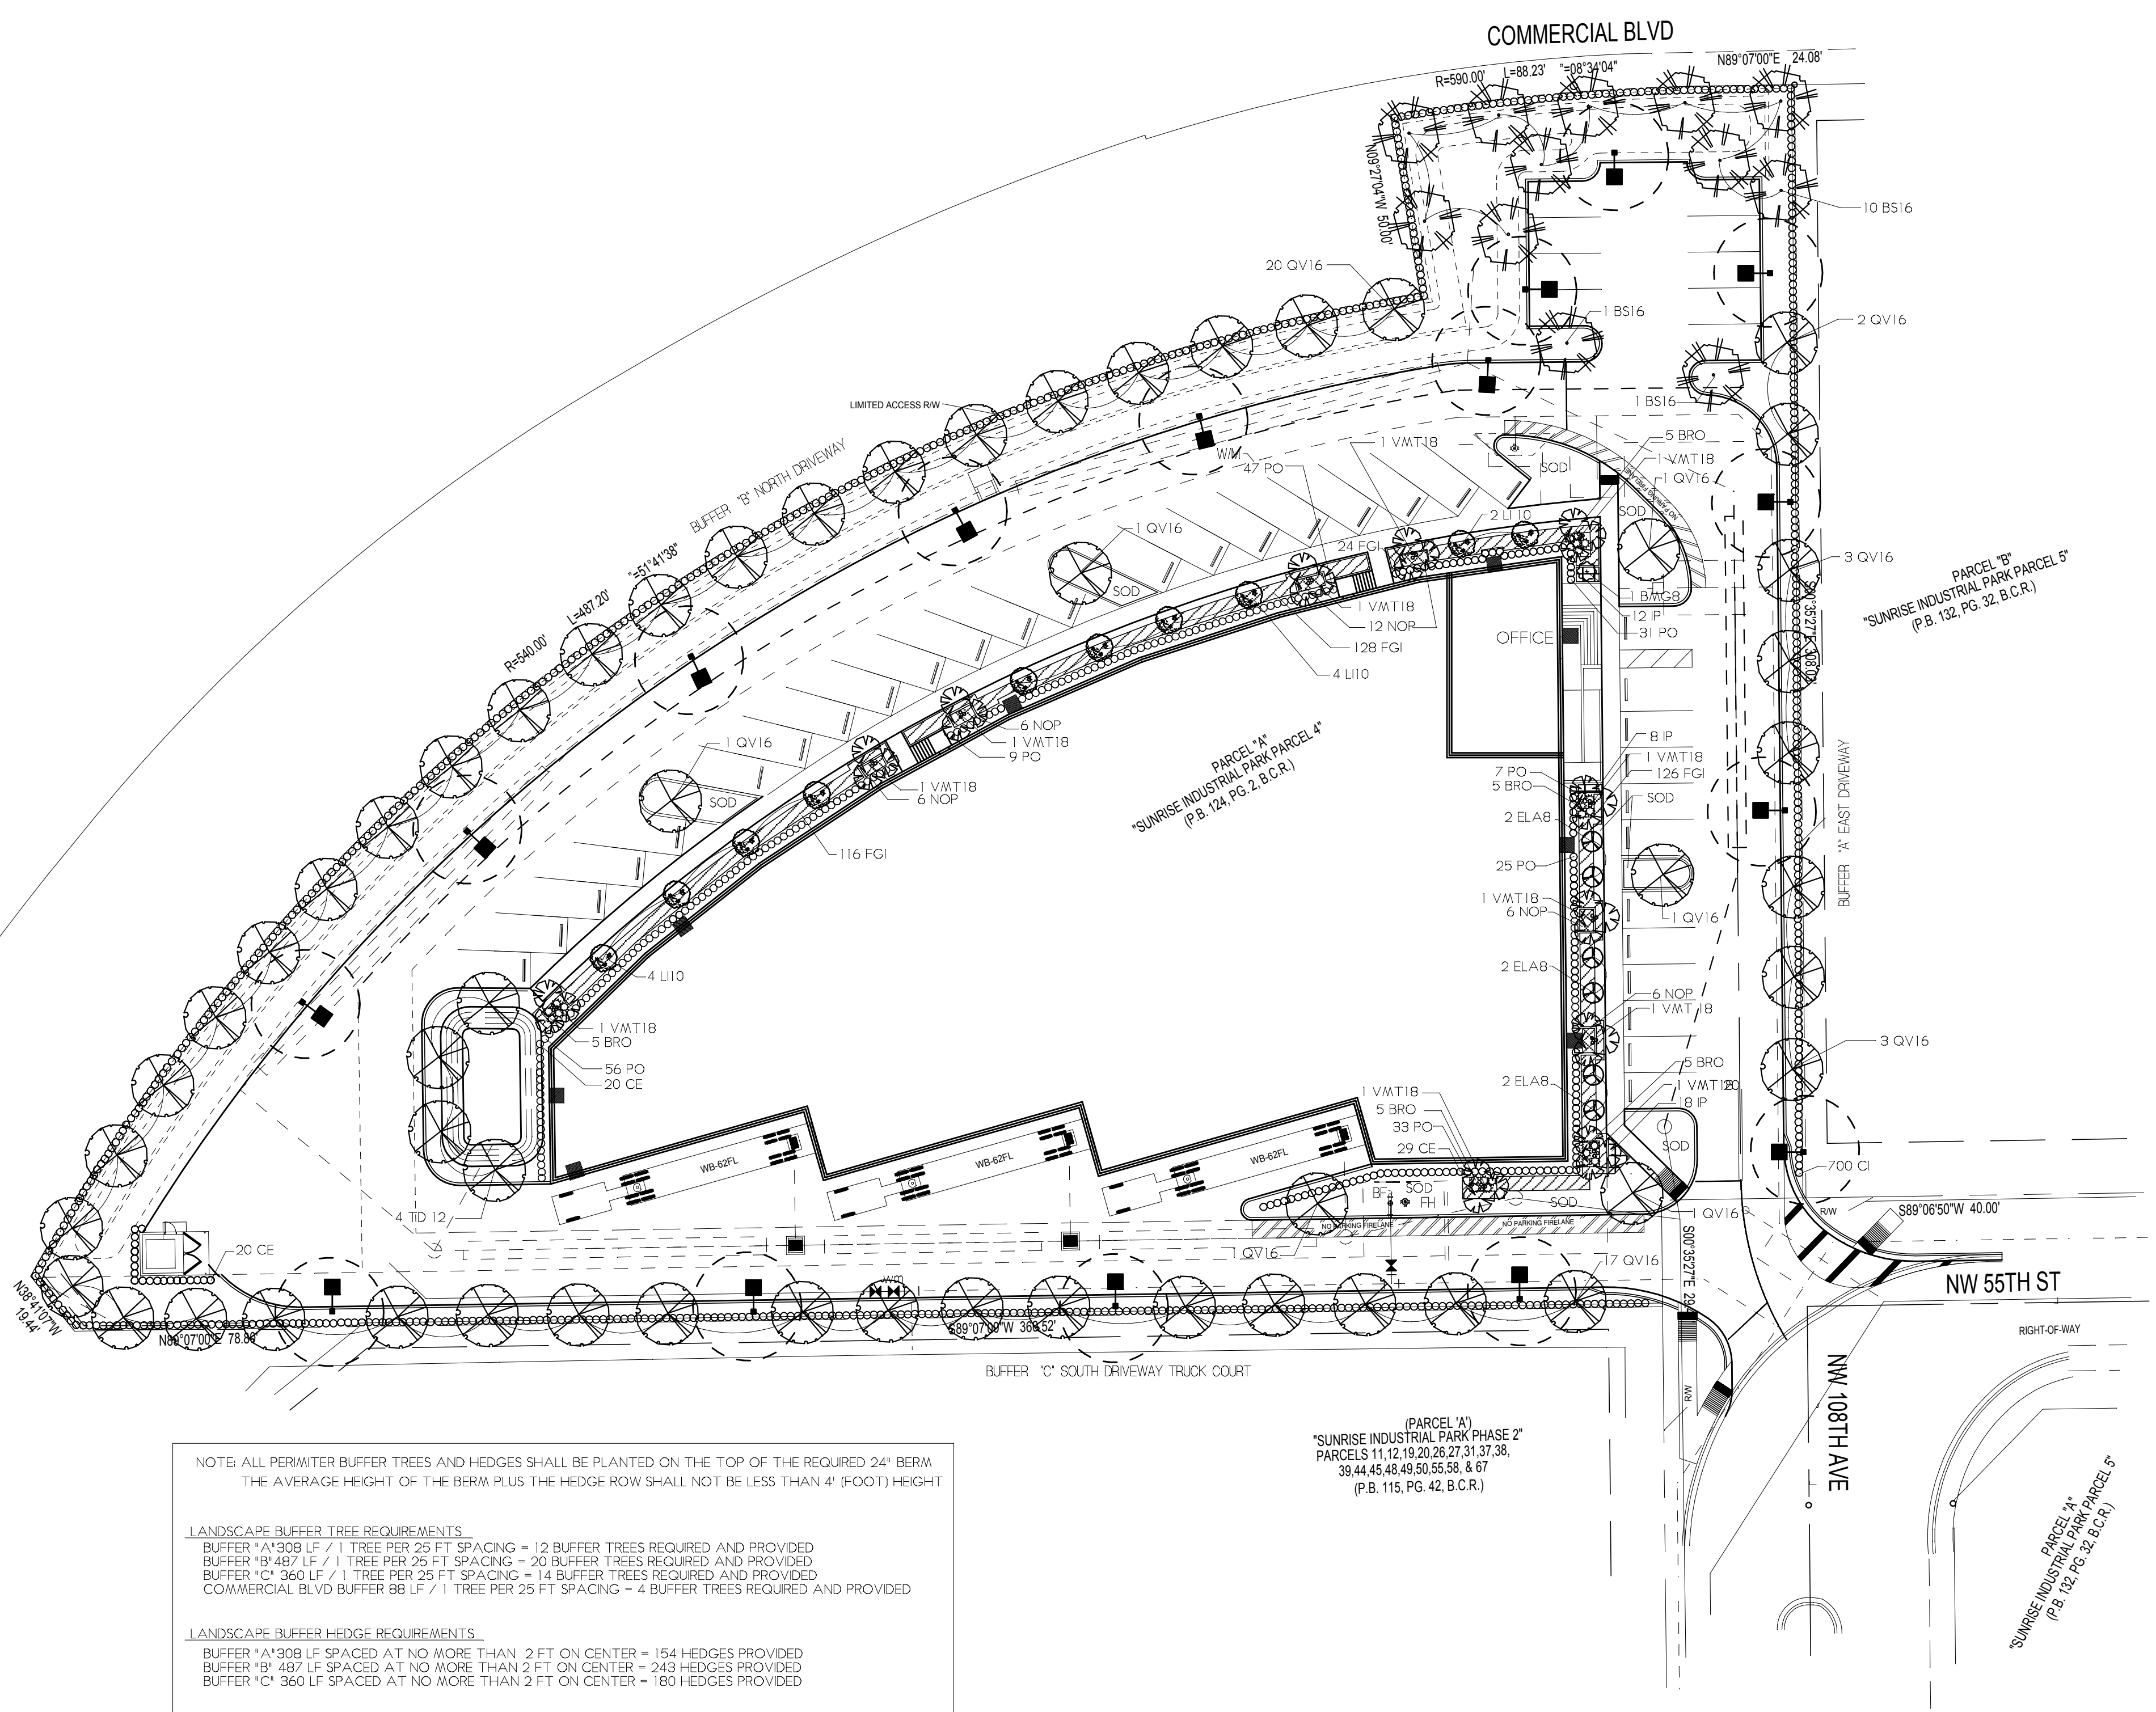 COMMERCIAL BLVD
N89°07'00"E 24.08'
R=590.00' L=88.23' "=08°34'04"
N09°27'04"W 50.00'
10 BS16
20 QV16
1 BS16
2 QV16
LIMITED ACCESS R/W
1 BS16
BUFFER "B" NORTH DRIVEWAY
"=51°41'38"
L=487.20'
R=540.00'
W/M
47 PO
1 VMT18
5 BRO
1 VMT18
1 QV16
SOD
NO PARKING FIRELANE
SOD
2 LI10
1 QV16
24 FGI
SOD
3 QV16
PARCEL "B"
"SUNRISE INDUSTRIAL PARK PARCEL 5"
(P.B. 132, PG. 32, B.C.R.)
S00°35'27"E 308.02'
1 BMG8
12 IP
31 PO
1 VMT18
12 NOP
128 FGI
4 LI10
OFFICE
6 NOP
1 VMT18
9 PO
1 QV16
SOD
1 VMT18
6 NOP
116 FGI
PARCEL "A"
"SUNRISE INDUSTRIAL PARK PARCEL 4"
(P.B. 124, PG. 2, B.C.R.)
8 IP
1 VMT18
126 FGI
SOD
7 PO
5 BRO
2 ELA8
25 PO
1 VMT18
6 NOP
1 QV16
2 ELA8
BUFFER "A" EAST DRIVEWAY
6 NOP
1 VMT 18
3 QV16
4 LI10
1 VMT18
5 BRO
56 PO
20 CE
5 BRO
2 ELA8
18 IP
SOD
1 VMT18
5 BRO
33 PO
29 CE
WB-62FL
WB-62FL
WB-62FL
700 CI
4 TD 12
BF
SOD
FH
SOD
NO PARKING FIRELANE
NO PARKING FIRELANE
1 QV16
1 QV16
R/W
S89°06'50"W 40.00'
20 CE
17 QV16
NW 55TH ST
N38°41'07"W
19.44'
wm
RIGHT-OF-WAY
BUFFER "C" SOUTH DRIVEWAY TRUCK COURT
R/W
NW 108TH AVE
(PARCEL 'A')
"SUNRISE INDUSTRIAL PARK PHASE 2"
PARCELS 11,12,19,20,26,27,31,37,38,
39,44,45,48,49,50,55,58, & 67
(P.B. 115, PG. 42, B.C.R.)
PARCEL "A"
"SUNRISE INDUSTRIAL PARK PARCEL 5"
(P.B. 132, PG. 32, B.C.R.)
NOTE: ALL PERIMITER BUFFER TREES AND HEDGES SHALL BE PLANTED ON THE TOP OF THE REQUIRED 24" BERM
THE AVERAGE HEIGHT OF THE BERM PLUS THE HEDGE ROW SHALL NOT BE LESS THAN 4' (FOOT) HEIGHT
LANDSCAPE BUFFER TREE REQUIREMENTS
BUFFER "A"308 LF / 1 TREE PER 25 FT SPACING = 12 BUFFER TREES REQUIRED AND PROVIDED
BUFFER "B"487 LF / 1 TREE PER 25 FT SPACING = 20 BUFFER TREES REQUIRED AND PROVIDED
BUFFER "C" 360 LF / 1 TREE PER 25 FT SPACING = 14 BUFFER TREES REQUIRED AND PROVIDED
COMMERCIAL BLVD BUFFER 88 LF / 1 TREE PER 25 FT SPACING = 4 BUFFER TREES REQUIRED AND PROVIDED
LANDSCAPE BUFFER HEDGE REQUIREMENTS
BUFFER "A"308 LF SPACED AT NO MORE THAN 2 FT ON CENTER = 154 HEDGES PROVIDED
BUFFER "B" 487 LF SPACED AT NO MORE THAN 2 FT ON CENTER = 243 HEDGES PROVIDED
BUFFER "C" 360 LF SPACED AT NO MORE THAN 2 FT ON CENTER = 180 HEDGES PROVIDED